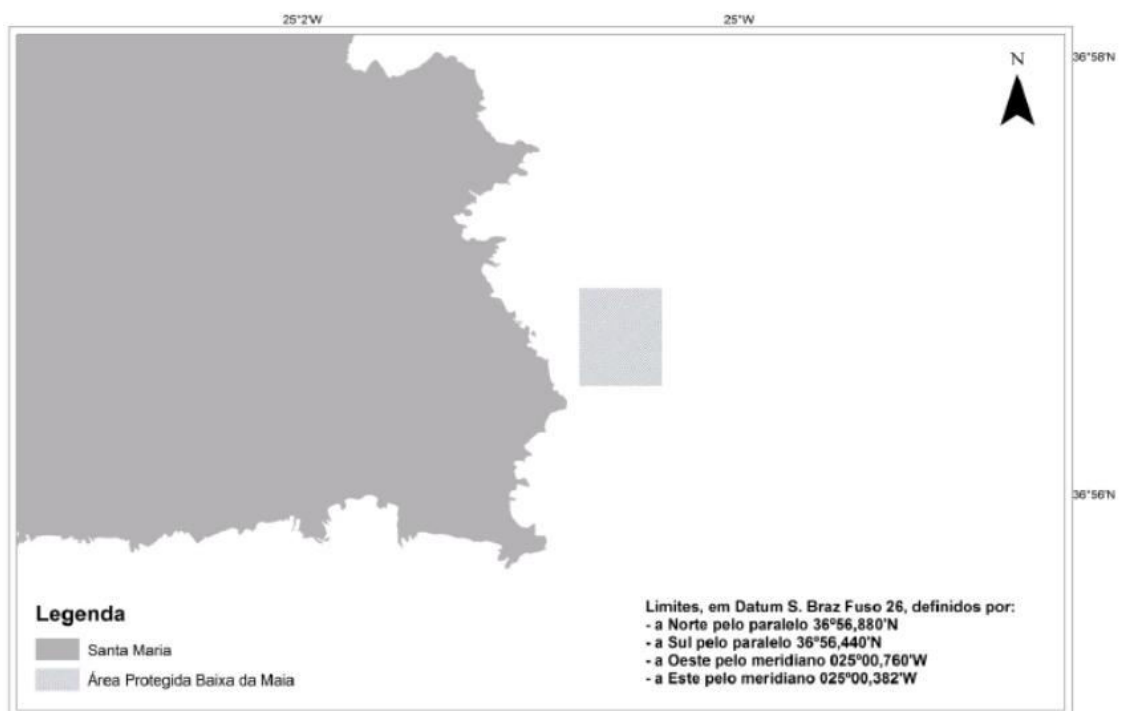 25°2'W
25°W
36°58'N
N
36°56'N
Legenda
Santa Maria
Área Protegida Baixa da Maia
Limites, em Datum S. Braz Fuso 26, definidos por:
- a Norte pelo paralelo 36º56,880'N
- a Sul pelo paralelo 36º56,440'N
- a Oeste pelo meridiano 025º00,760'W
- a Este pelo meridiano 025º00,382'W